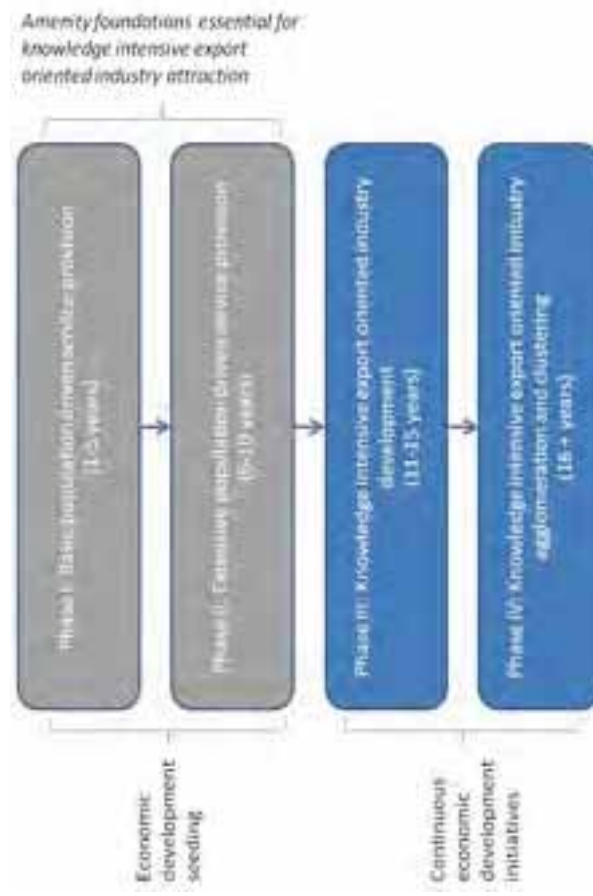 Amenity foundations essential for
knowledge intensive export
oriented industry attraction
Phase I: Basic population driven service provision
(1-5 years)
Phase II: Extensive population driven service provision
(6-10 years)
Phase III: Knowledge intensive export oriented industry
development
(11-15 years)
Phase IV: Knowledge intensive export oriented industry
agglomeration and clustering
(16 + years)
Economic
development
seeding
Continuous
economic
development
initiatives